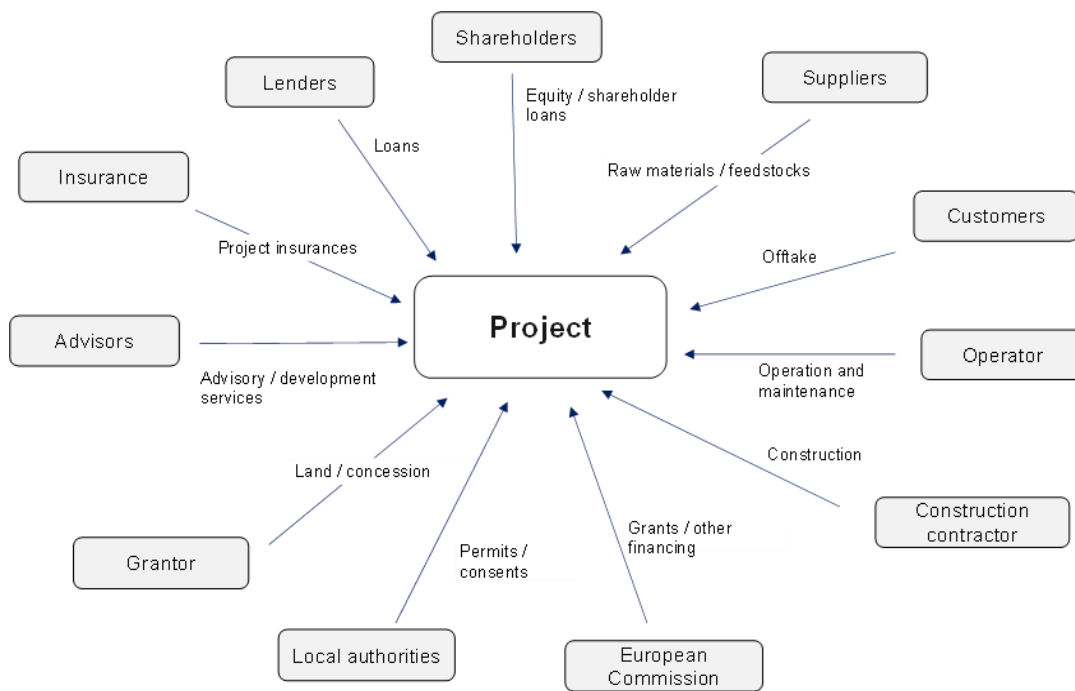 Shareholders
Lenders
Suppliers
Equity / shareholder
loans
Loans
Raw materials / feedstocks
Insurance
Customers
Project insurances
Offtake
Project
Advisors
Operator
Advisory / development
services
Operation and
maintenance
Land / concession
Construction
Construction
contractor
Grants / other
financing
Permits /
consents
Grantor
Local authorities
European
Commission